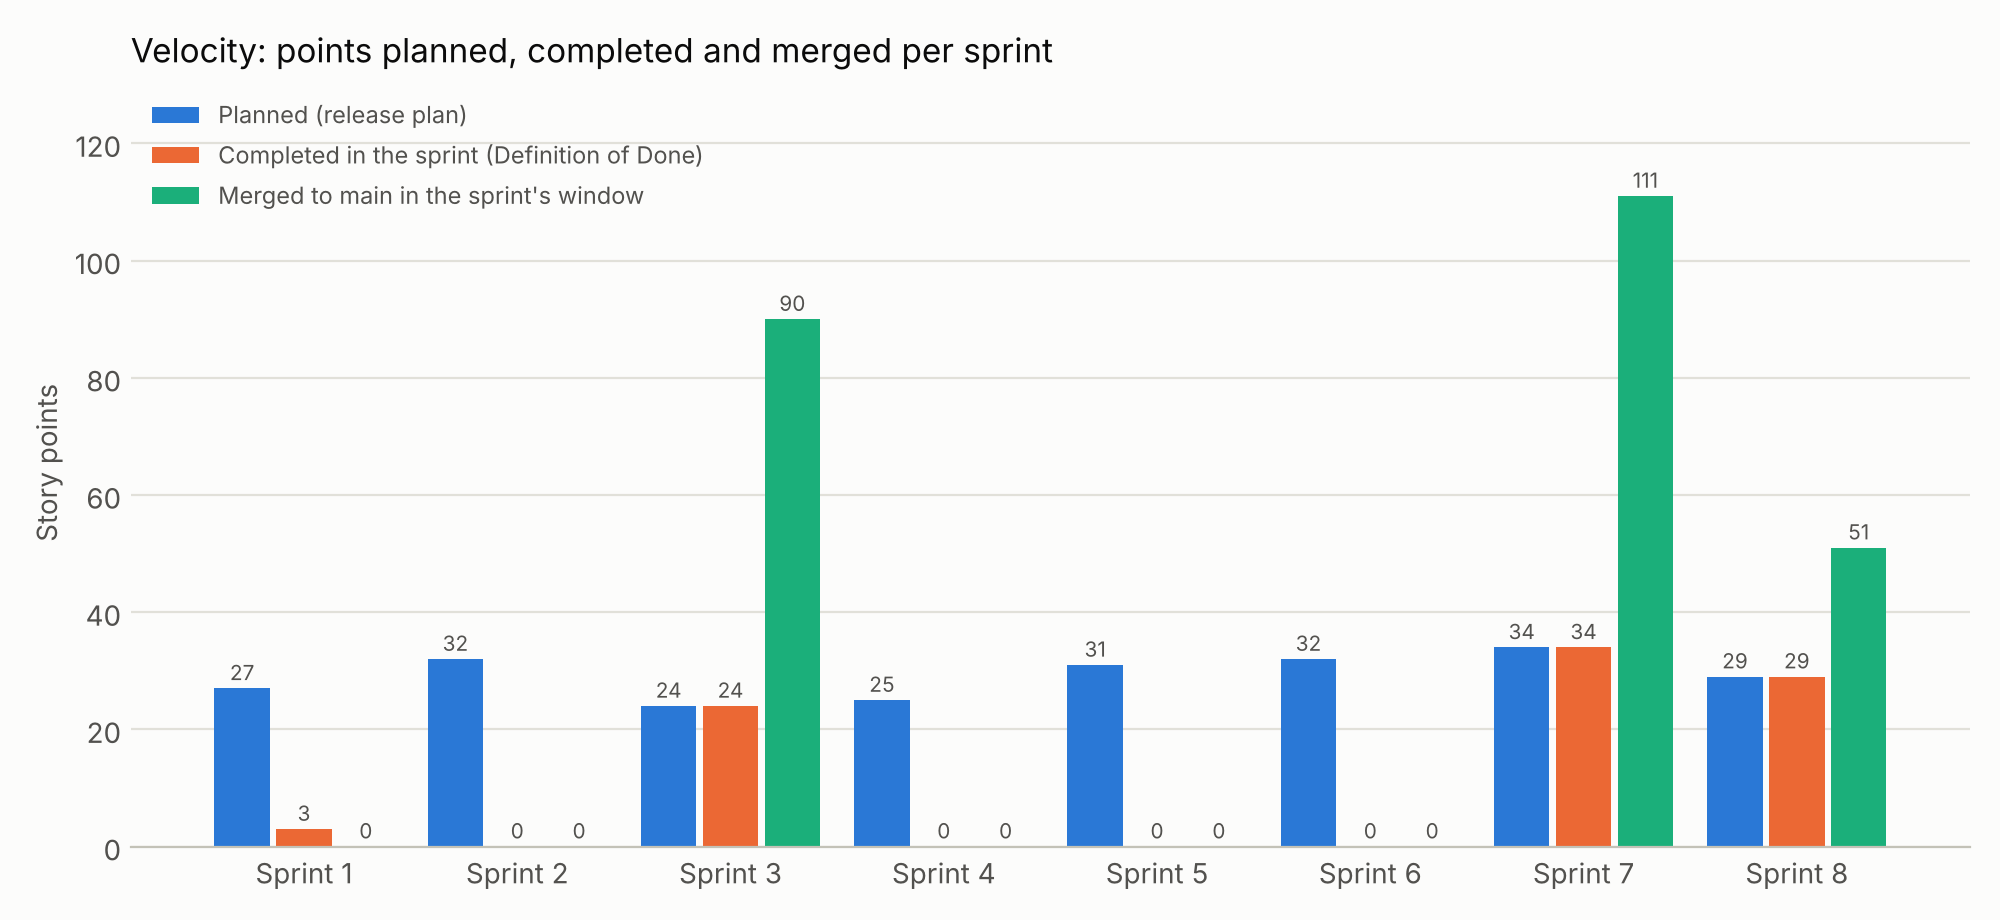 Velocity: points planned, completed and merged per sprint
Planned (release plan)
Completed in the sprint (Definition of Done)
Merged to main in the sprint's window
Story points
120
100
80
60
40
20
0
27
3
0
32
0
0
24
24
90
25
0
0
31
0
0
32
0
0
34
34
111
29
29
51
Sprint 1
Sprint 2
Sprint 3
Sprint 4
Sprint 5
Sprint 6
Sprint 7
Sprint 8